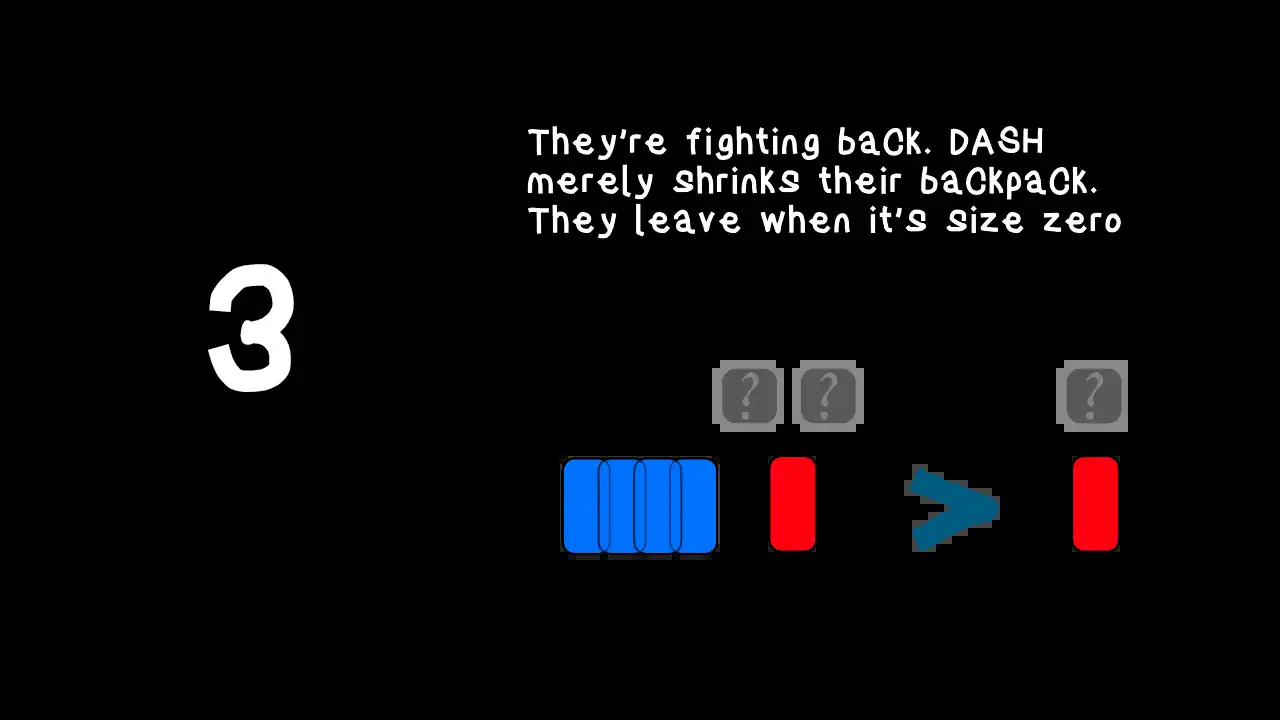 They're fighting back. DASH
merely shrinks their backpack.
They leave when it's size zero
3
? ? ?
>